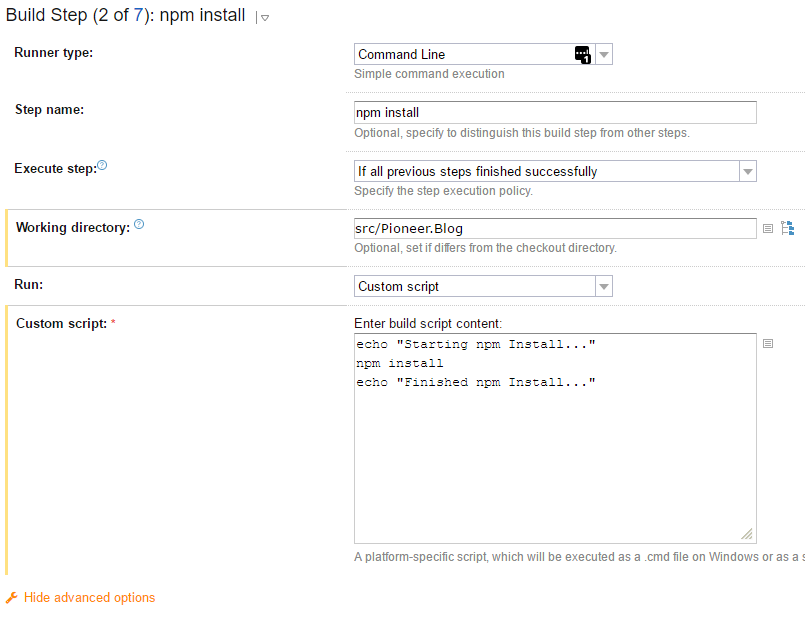 Build Step (2 of 7): npm install
Runner type:
Command Line
1
Simple command execution
Step name:
npm install
Optional, specify to distinguish this build step from other steps.
Execute step:
If all previous steps finished successfully
Specify the step execution policy.
Working directory:
src/Pioneer.Blog
Optional, set if differs from the checkout directory.
Run:
Custom script
Custom script: *
Enter build script content:
echo "Starting npm Install..."
npm install
echo "Finished npm Install..."
A platform-specific script, which will be executed as a .cmd file on Windows or as a s
Hide advanced options